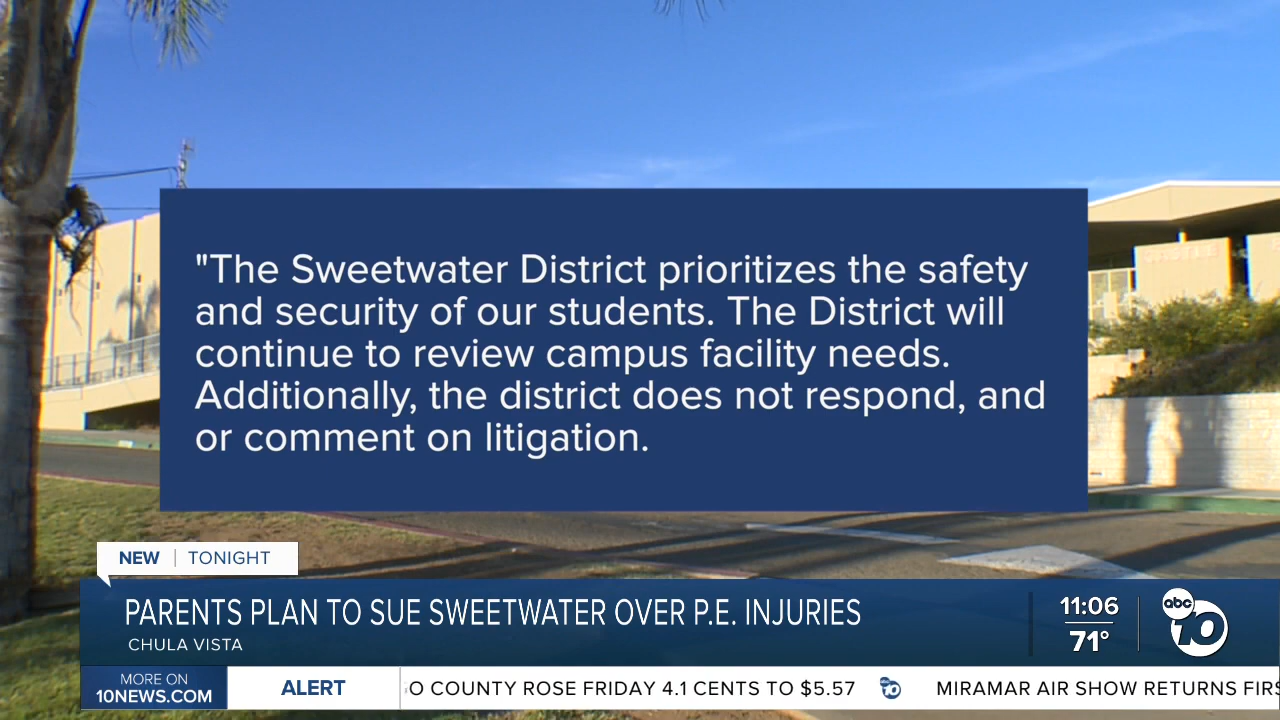 "The Sweetwater District prioritizes the safety
and security of our students. The District will
continue to review campus facility needs.
Additionally, the district does not respond, and
or comment on litigation.
NEW | TONIGHT
PARENTS PLAN TO SUE SWEETWATER OVER P.E. INJURIES
CHULA VISTA
11:06
71°
abc
10
MORE ON
10NEWS.COM
ALERT
O COUNTY ROSE FRIDAY 4.1 CENTS TO $5.57
10
MIRAMAR AIR SHOW RETURNS